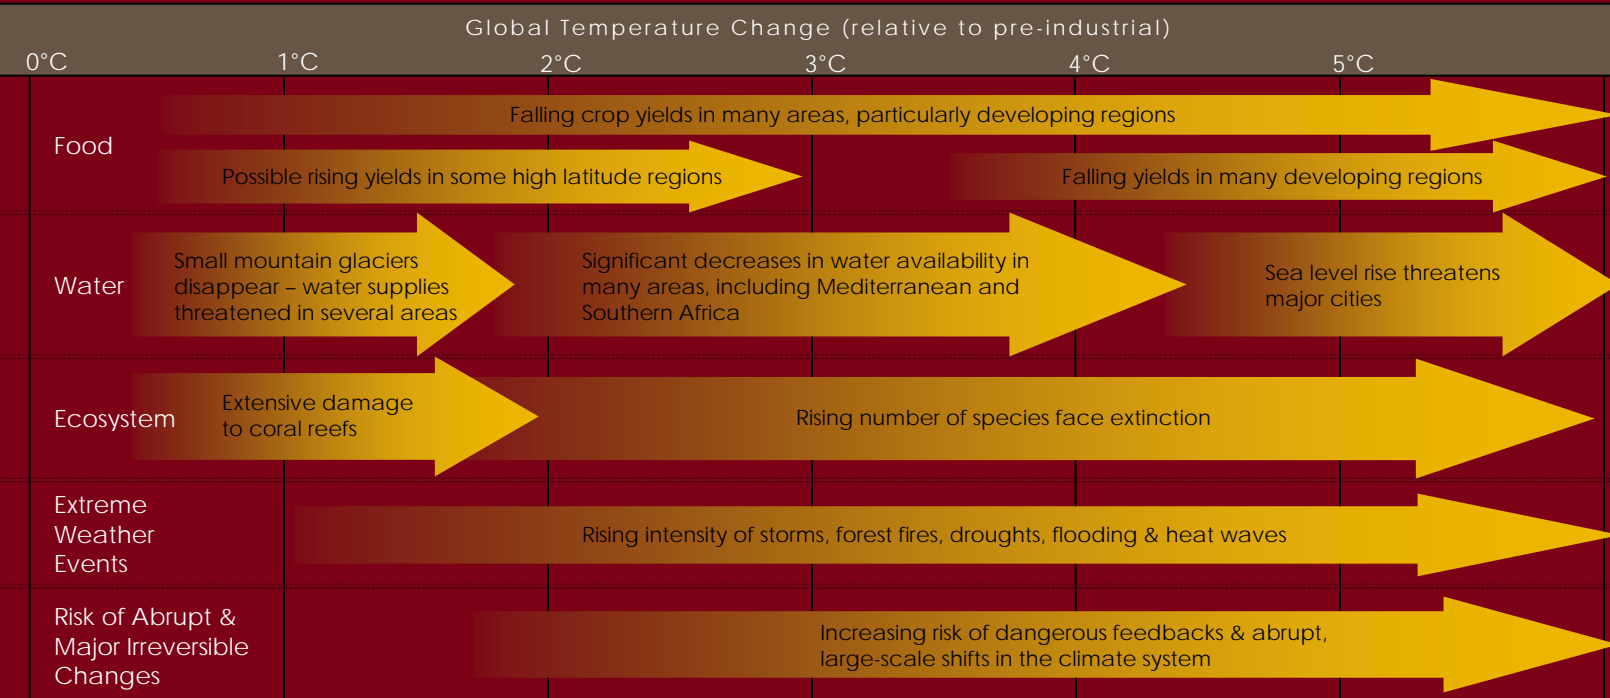 Global Temperature Change (relative to pre-industrial)
0°C 1°C 2°C 3°C 4°C 5°C
Food
Falling crop yields in many areas, particularly developing regions
Possible rising yields in some high latitude regions
Falling yields in many developing regions
Water
Small mountain glaciers
disappear – water supplies
threatened in several areas
Significant decreases in water availability in
many areas, including Mediterranean and
Southern Africa
Sea level rise threatens
major cities
Ecosystem
Extensive damage
to coral reefs
Rising number of species face extinction
Extreme
Weather
Events
Rising intensity of storms, forest fires, droughts, flooding & heat waves
Risk of Abrupt &
Major Irreversible
Changes
Increasing risk of dangerous feedbacks & abrupt,
large-scale shifts in the climate system